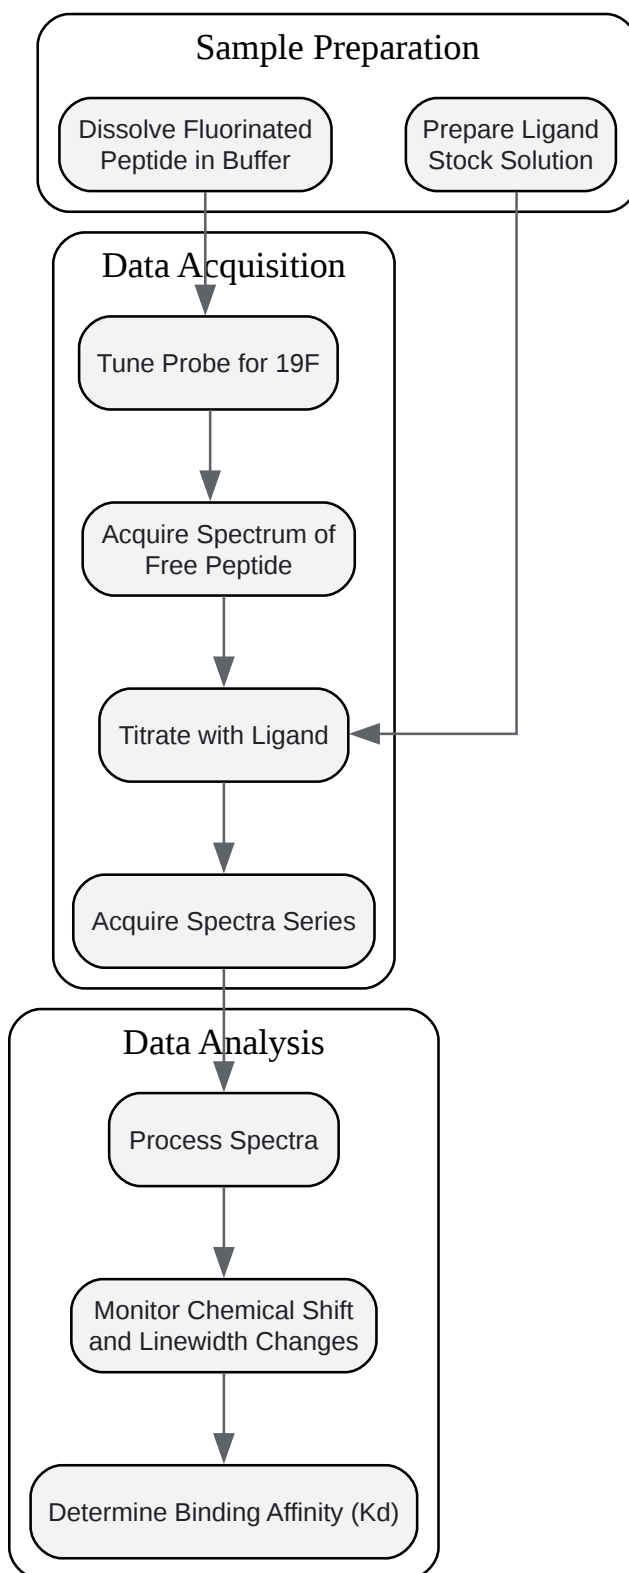 Sample Preparation
Dissolve Fluorinated
Peptide in Buffer
Prepare Ligand
Stock Solution
Data Acquisition
Tune Probe for 19F
Acquire Spectrum of
Free Peptide
Titrate with Ligand
Acquire Spectra Series
Data Analysis
Process Spectra
Monitor Chemical Shift
and Linewidth Changes
Determine Binding Affinity (Kd)